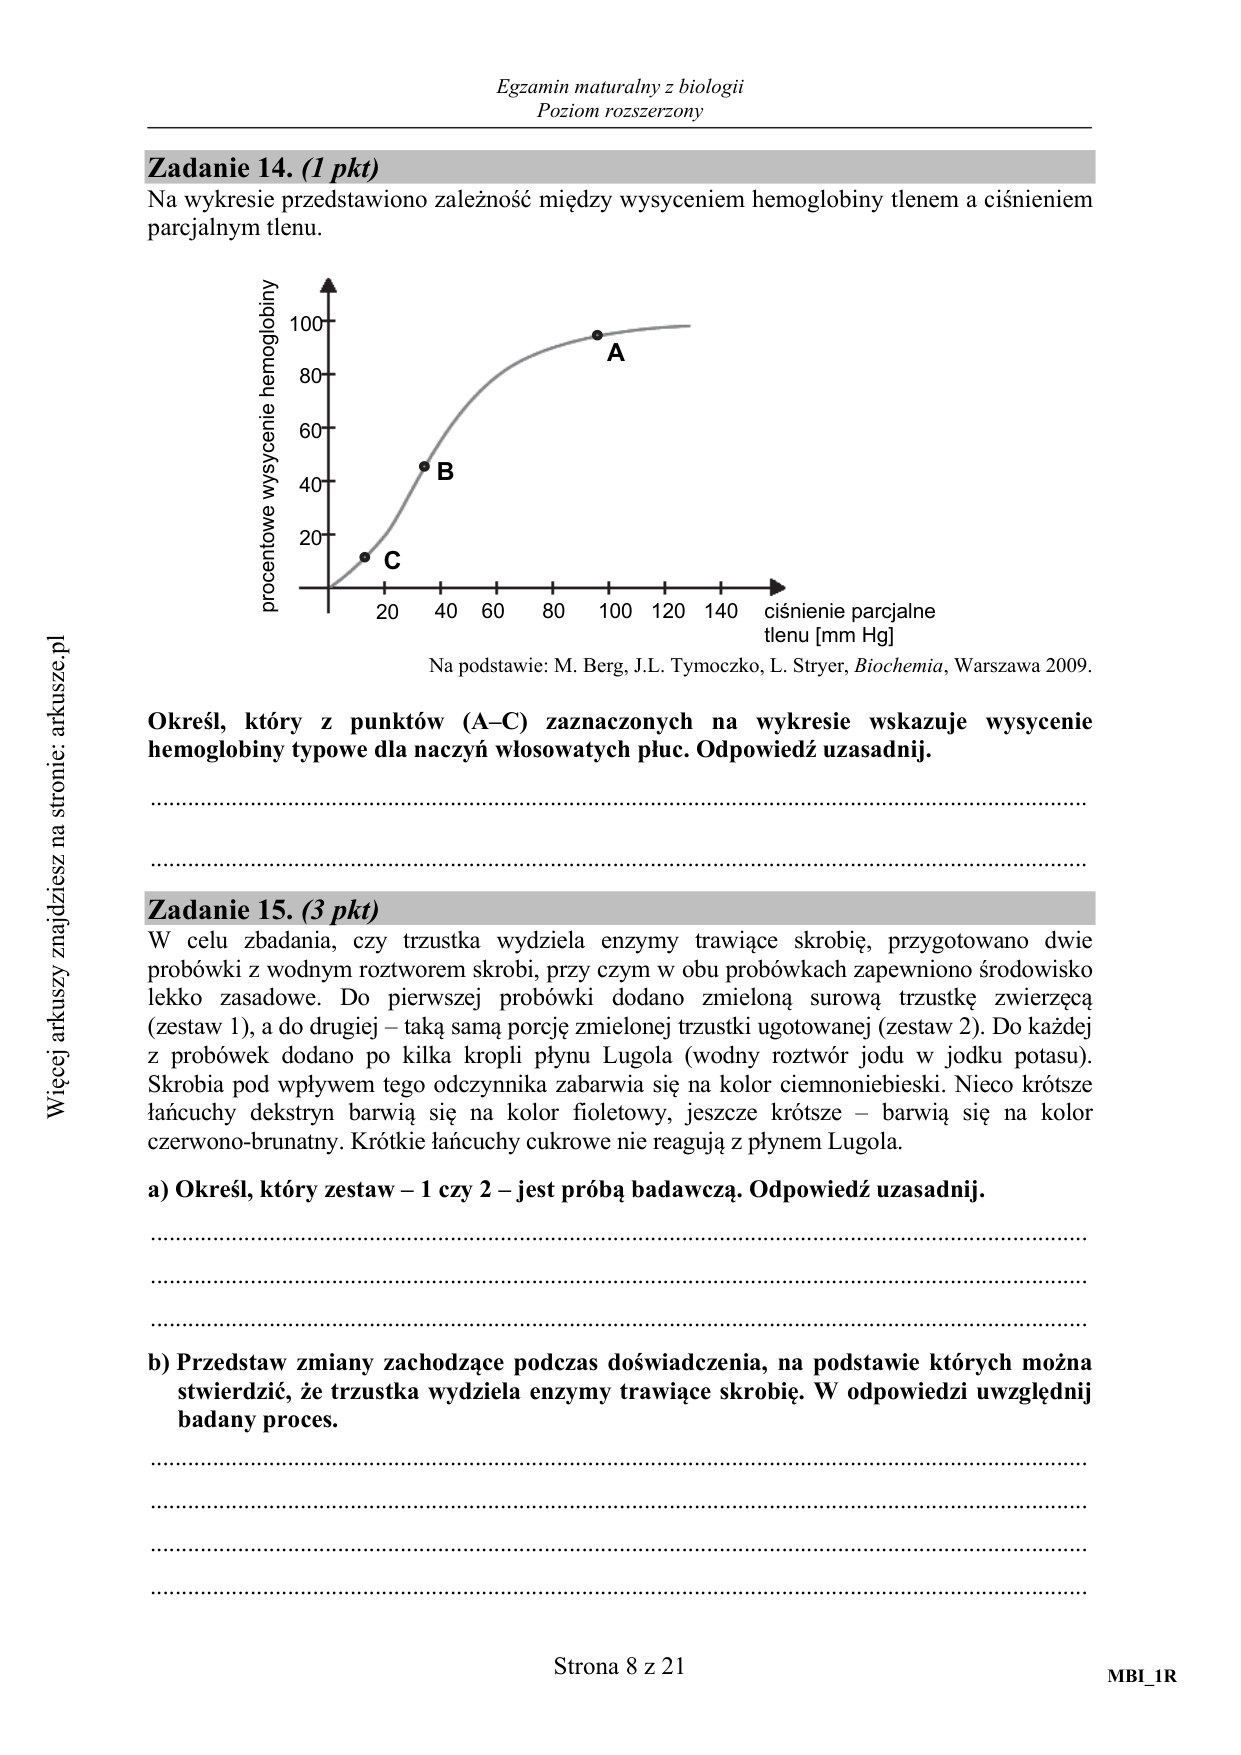 Egzamin maturalny z biologii
Poziom rozszerzony
Zadanie 14. (1 pkt)
Na wykresie przedstawiono zależność między wysyceniem hemoglobiny tlenem a ciśnieniem
parcjalnym tlenu.
procentowe wysycenie hemoglobiny
100
80
60
40
20
A
B
C
20 40 60 80 100 120 140
ciśnienie parcjalne
tlenu [mm Hg]
Na podstawie: M. Berg, J.L. Tymoczko, L. Stryer, Biochemia, Warszawa 2009.
Określ, który z punktów (A–C) zaznaczonych na wykresie wskazuje wysycenie
hemoglobiny typowe dla naczyń włosowatych płuc. Odpowiedź uzasadnij.
Zadanie 15. (3 pkt)
W celu zbadania, czy trzustka wydziela enzymy trawiące skrobię, przygotowano dwie
probówki z wodnym roztworem skrobi, przy czym w obu probówkach zapewniono środowisko
lekko zasadowe. Do pierwszej probówki dodano zmieloną surową trzustkę zwierzęcą
(zestaw 1), a do drugiej – taką samą porcję zmielonej trzustki ugotowanej (zestaw 2). Do każdej
z probówek dodano po kilka kropli płynu Lugola (wodny roztwór jodu w jodku potasu).
Skrobia pod wpływem tego odczynnika zabarwia się na kolor ciemnoniebieski. Nieco krótsze
łańcuchy dekstryn barwią się na kolor fioletowy, jeszcze krótsze – barwią się na kolor
czerwono-brunatny. Krótkie łańcuchy cukrowe nie reagują z płynem Lugola.
a) Określ, który zestaw – 1 czy 2 – jest próbą badawczą. Odpowiedź uzasadnij.
b) Przedstaw zmiany zachodzące podczas doświadczenia, na podstawie których można
stwierdzić, że trzustka wydziela enzymy trawiące skrobię. W odpowiedzi uwzględnij
badany proces.
Strona 8 z 21
MBI_1R
Więcej arkuszy znajdziesz na stronie: arkusze.pl